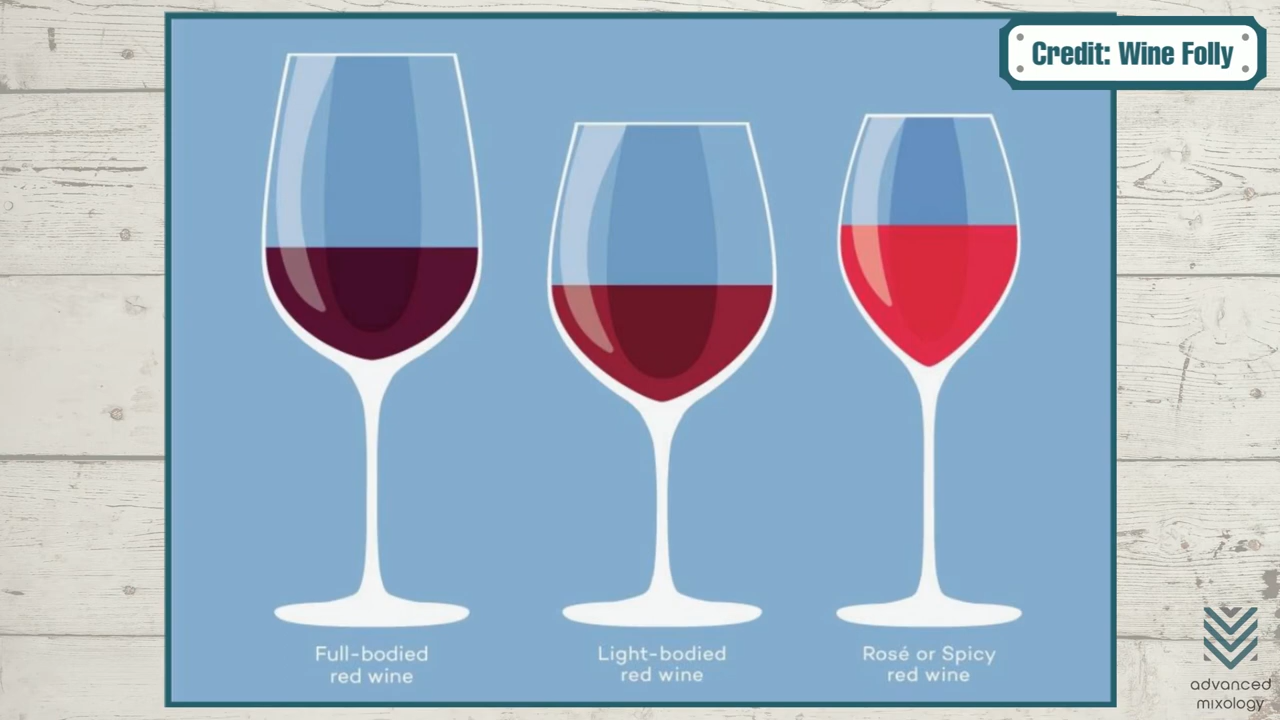 Credit: Wine Folly
Full-bodied
red wine
Light-bodied
red wine
Rosé or Spicy
red wine
advanced
mixology